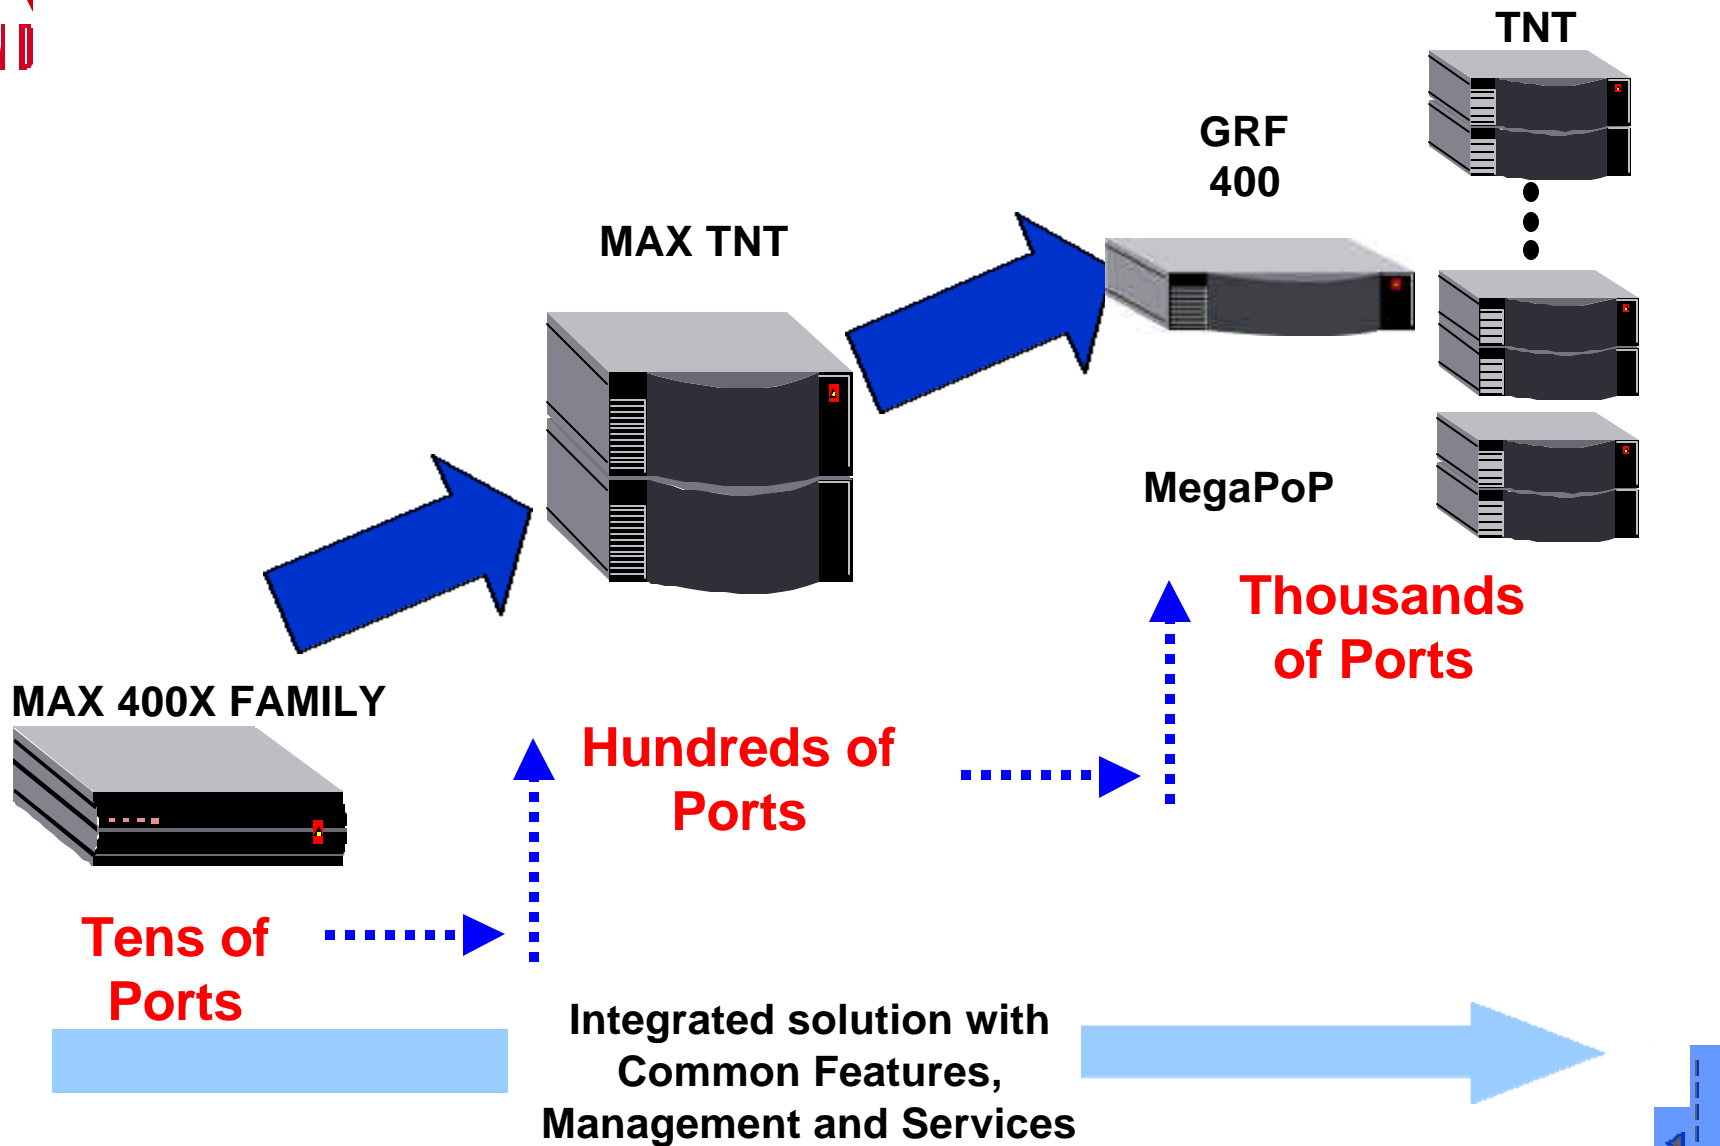 TNT
GRF
400
MAX TNT
MegaPoP
Thousands
of Ports
MAX 400X FAMILY
Hundreds of
Ports
Tens of
Ports
Integrated solution with
Common Features,
Management and Services